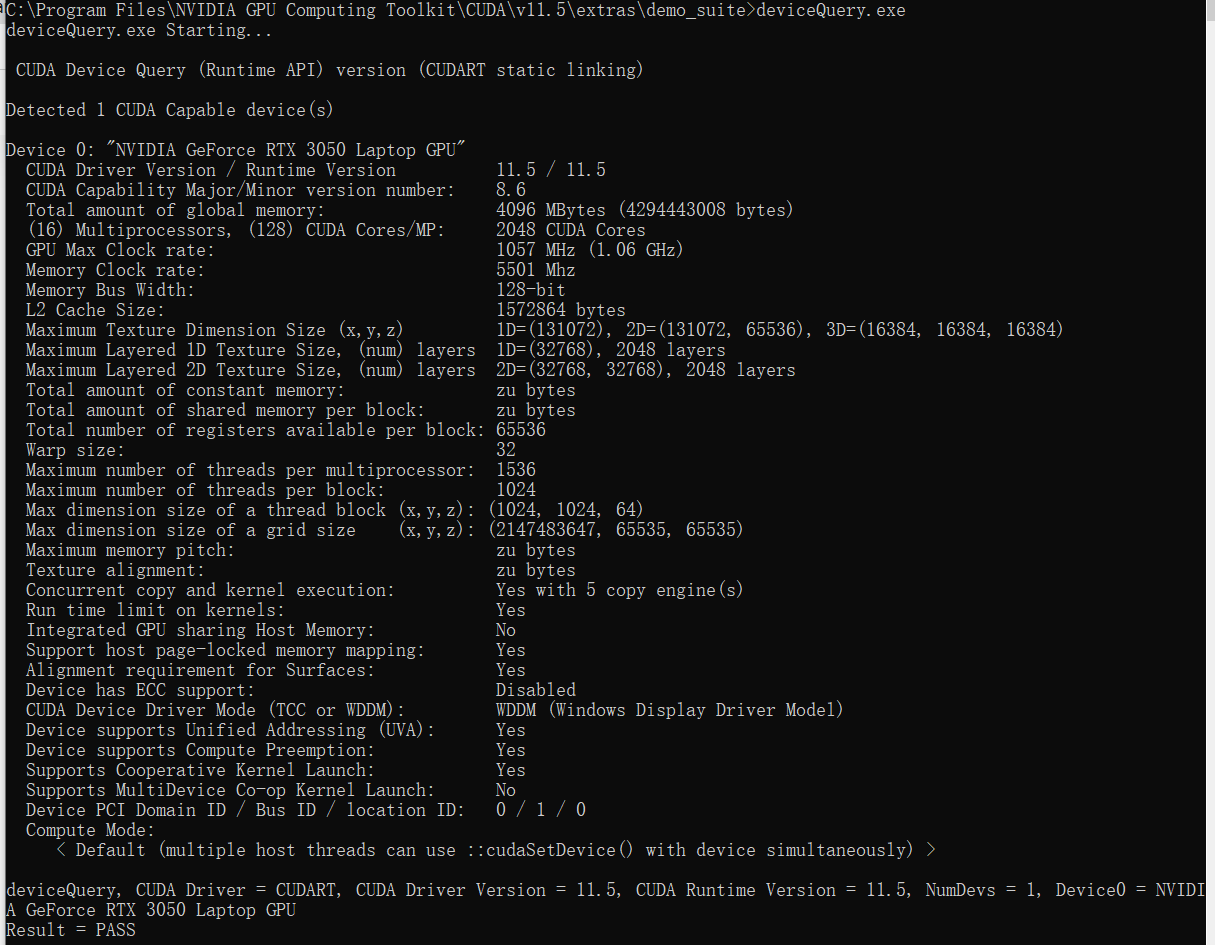 C:\Program Files\NVIDIA GPU Computing Toolkit\CUDA\v11.5\extras\demo_suite>deviceQuery.exe
deviceQuery.exe Starting...
CUDA Device Query (Runtime API) version (CUDART static linking)
Detected 1 CUDA Capable device(s)
Device 0: "NVIDIA GeForce RTX 3050 Laptop GPU"
CUDA Driver Version / Runtime Version 11.5 / 11.5
CUDA Capability Major/Minor version number: 8.6
Total amount of global memory: 4096 MBytes (4294443008 bytes)
(16) Multiprocessors, (128) CUDA Cores/MP: 2048 CUDA Cores
GPU Max Clock rate: 1057 MHz (1.06 GHz)
Memory Clock rate: 5501 Mhz
Memory Bus Width: 128-bit
L2 Cache Size: 1572864 bytes
Maximum Texture Dimension Size (x,y,z) 1D=(131072), 2D=(131072, 65536), 3D=(16384, 16384, 16384)
Maximum Layered 1D Texture Size, (num) layers 1D=(32768), 2048 layers
Maximum Layered 2D Texture Size, (num) layers 2D=(32768, 32768), 2048 layers
Total amount of constant memory: zu bytes
Total amount of shared memory per block: zu bytes
Total number of registers available per block: 65536
Warp size: 32
Maximum number of threads per multiprocessor: 1536
Maximum number of threads per block: 1024
Max dimension size of a thread block (x,y,z): (1024, 1024, 64)
Max dimension size of a grid size (x,y,z): (2147483647, 65535, 65535)
Maximum memory pitch: zu bytes
Texture alignment: zu bytes
Concurrent copy and kernel execution: Yes with 5 copy engine(s)
Run time limit on kernels: Yes
Integrated GPU sharing Host Memory: No
Support host page-locked memory mapping: Yes
Alignment requirement for Surfaces: Yes
Device has ECC support: Disabled
CUDA Device Driver Mode (TCC or WDDM): WDDM (Windows Display Driver Model)
Device supports Unified Addressing (UVA): Yes
Device supports Compute Preemption: Yes
Supports Cooperative Kernel Launch: Yes
Supports MultiDevice Co-op Kernel Launch: No
Device PCI Domain ID / Bus ID / location ID: 0 / 1 / 0
Compute Mode:
< Default (multiple host threads can use ::cudaSetDevice() with device simultaneously) >
deviceQuery, CUDA Driver = CUDART, CUDA Driver Version = 11.5, CUDA Runtime Version = 11.5, NumDevs = 1, Device0 = NVIDI
A GeForce RTX 3050 Laptop GPU
Result = PASS